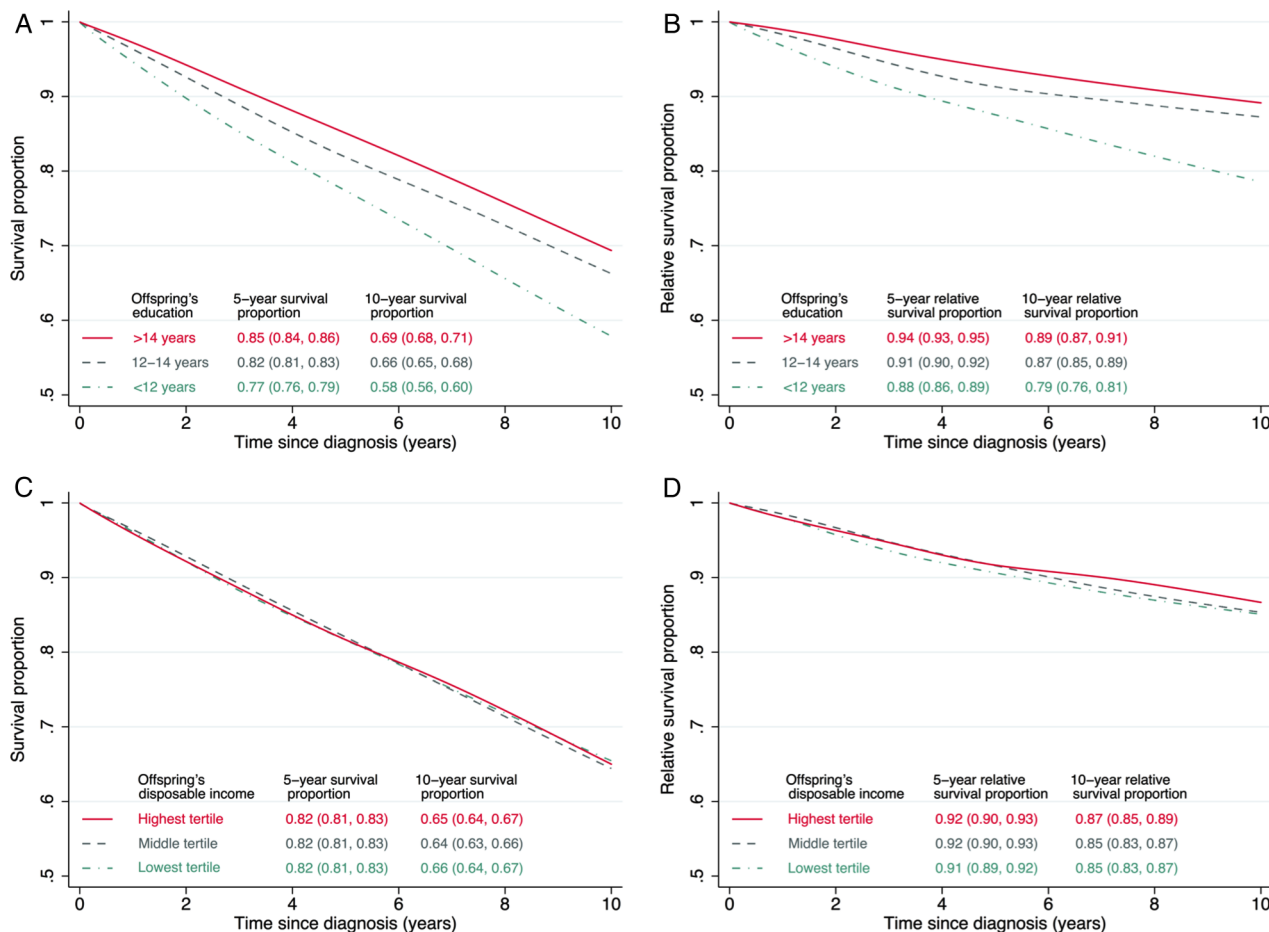 A
Survival proportion
1
.9
.8
.7
.6
.5
Offspring's education
5−year survival proportion
10−year survival proportion
>14 years 0.85 (0.84, 0.86) 0.69 (0.68, 0.71)
12−14 years 0.82 (0.81, 0.83) 0.66 (0.65, 0.68)
<12 years 0.77 (0.76, 0.79) 0.58 (0.56, 0.60)
0 2 4 6 8 10
Time since diagnosis (years)
B
Relative survival proportion
1
.9
.8
.7
.6
.5
Offspring's education
5−year relative survival proportion
10−year relative survival proportion
>14 years 0.94 (0.93, 0.95) 0.89 (0.87, 0.91)
12−14 years 0.91 (0.90, 0.92) 0.87 (0.85, 0.89)
<12 years 0.88 (0.86, 0.89) 0.79 (0.76, 0.81)
0 2 4 6 8 10
Time since diagnosis (years)
C
Survival proportion
1
.9
.8
.7
.6
.5
Offspring's disposable income
5−year survival proportion
10−year survival proportion
Highest tertile 0.82 (0.81, 0.83) 0.65 (0.64, 0.67)
Middle tertile 0.82 (0.81, 0.83) 0.64 (0.63, 0.66)
Lowest tertile 0.82 (0.81, 0.83) 0.66 (0.64, 0.67)
0 2 4 6 8 10
Time since diagnosis (years)
D
Relative survival proportion
1
.9
.8
.7
.6
.5
Offspring's disposable income
5−year relative survival proportion
10−year relative survival proportion
Highest tertile 0.92 (0.90, 0.93) 0.87 (0.85, 0.89)
Middle tertile 0.92 (0.90, 0.93) 0.85 (0.83, 0.87)
Lowest tertile 0.91 (0.89, 0.92) 0.85 (0.83, 0.87)
0 2 4 6 8 10
Time since diagnosis (years)